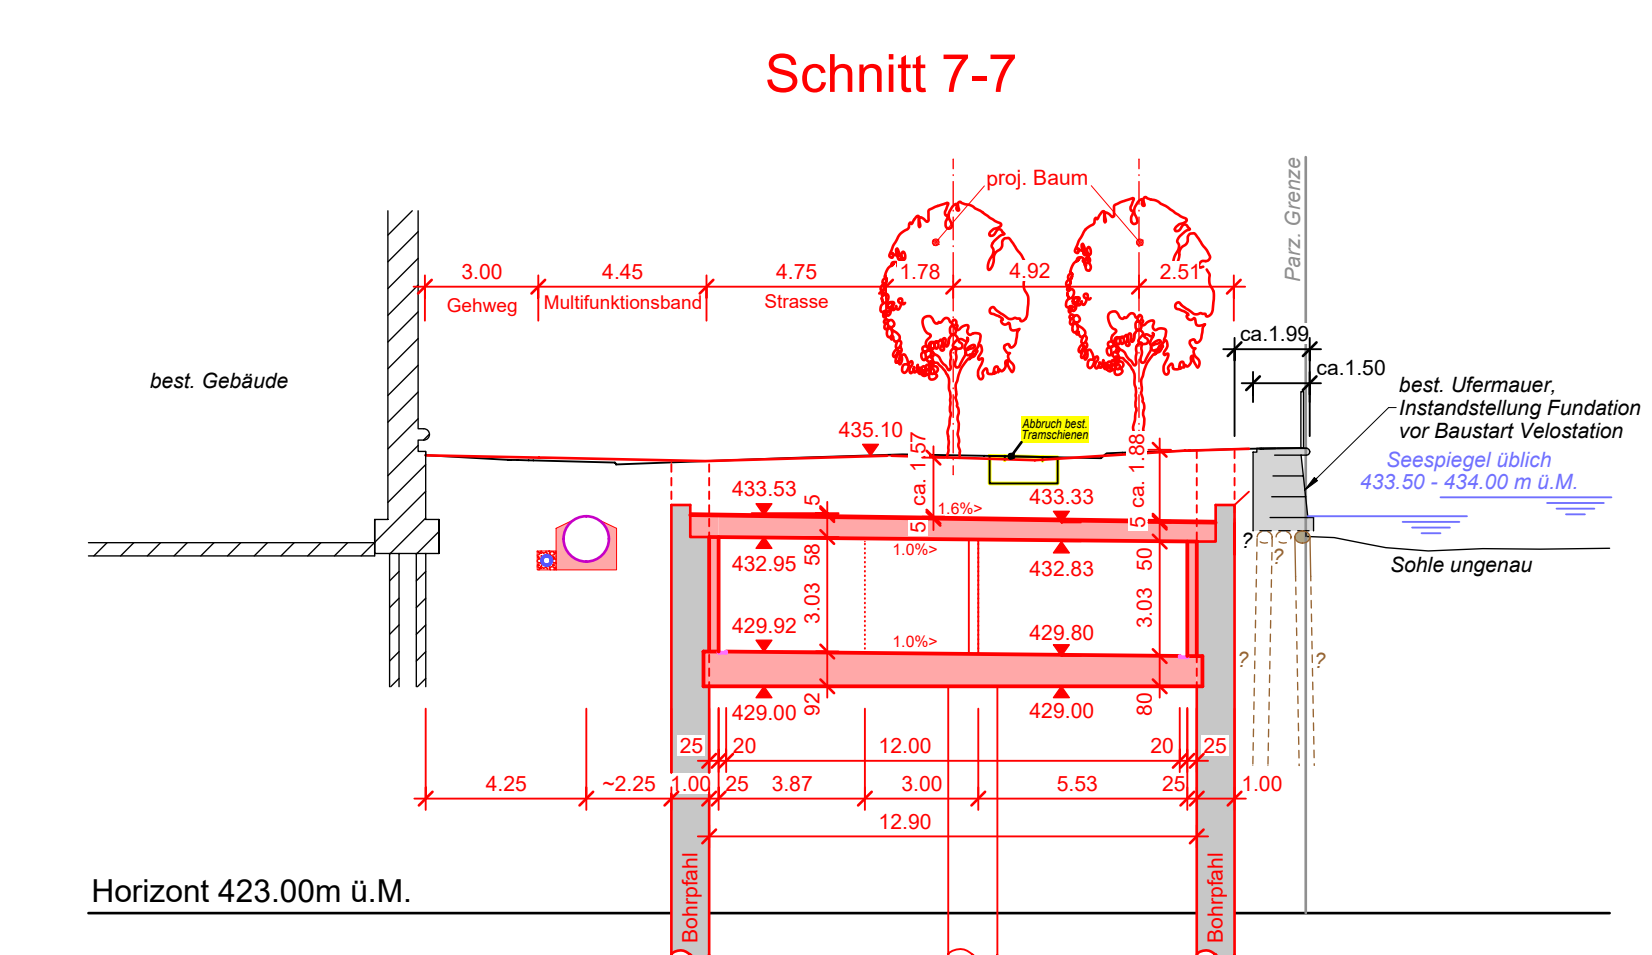 Schnitt 7-7
proj. Baum
Parz. Grenze
3.00 4.45 4.75 1.78 4.92 2.51
Gehweg Multifunktionsband Strasse
ca.1.99
ca.1.50
best. Gebäude
best. Ufermauer,
Instandstellung Fundation
vor Baustart Velostation
Seespiegel üblich
433.50 - 434.00 m ü.M.
Abbruch best.
Tramschienen
435.10
ca. 1.57
ca. 1.88
433.53 5 5 1.6%> 433.33 5
432.95 58 1.0%> 432.83 50
3.03 3.03
429.92 1.0%> 429.80
429.00 92 429.00 80
? ?
? ?
Sohle ungenau
25 20 12.00 20 25
4.25 ~2.25 1.00 25 3.87 3.00 5.53 25 1.00
12.90
Bohrpfahl Bohrpfahl
Horizont 423.00m ü.M.